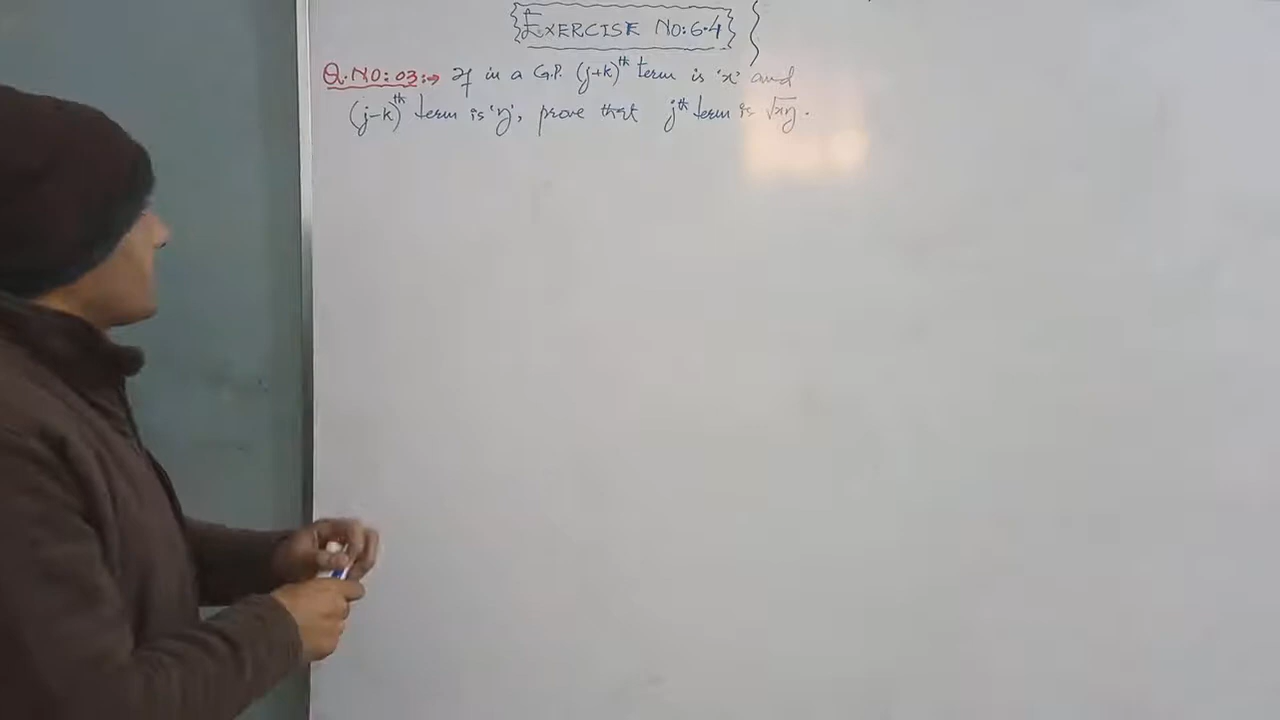 EXERCISE NO: 6.4
Q.NO: 03:→ If in a G.P. (j+k)th term is 'x' and
(j-k)th term is 'y', prove that jth term is √xy.